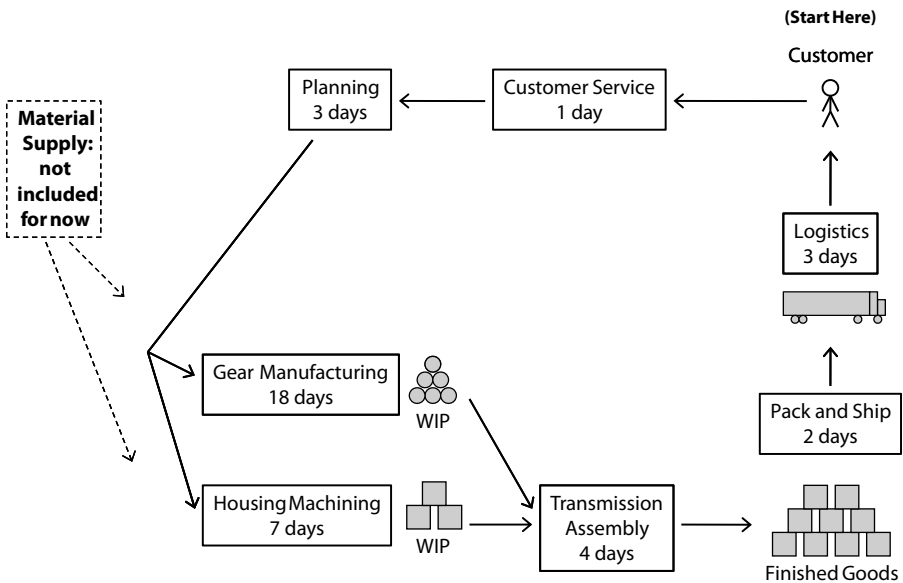 (Start Here)
Customer
Customer Service
1 day
Planning
3 days
Material
Supply:
not
included
for now
Gear Manufacturing
18 days
WIP
Housing Machining
7 days
WIP
Transmission
Assembly
4 days
Finished Goods
Pack and Ship
2 days
Logistics
3 days